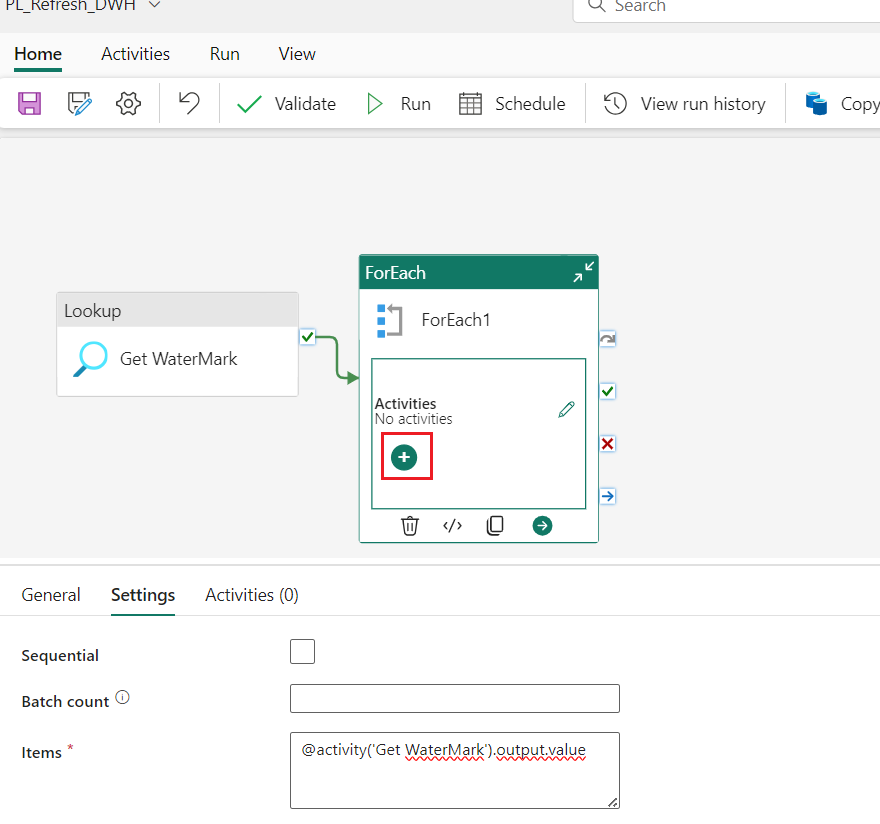 PL_Refresh_DWH
Search
Home Activities Run View
Validate Run Schedule View run history Copy
ForEach
Lookup
ForEach1
Get WaterMark
Activities
No activities
General Settings Activities (0)
Sequential
Batch count
Items *
@activity('Get WaterMark').output.value